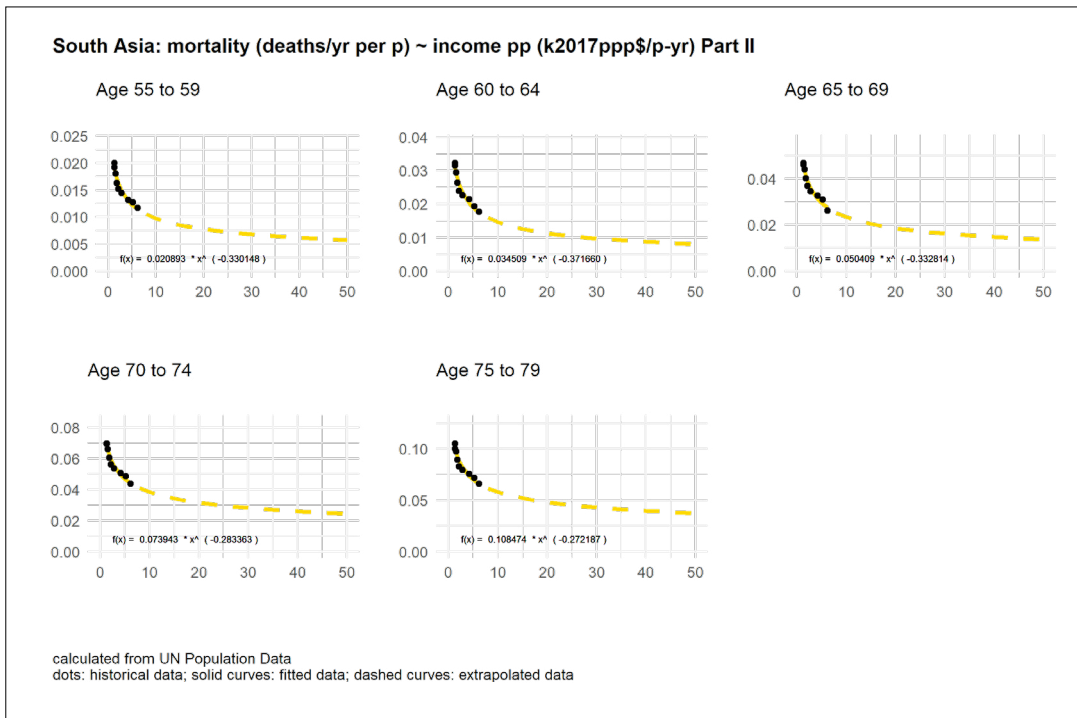 South Asia: mortality (deaths/yr per p) ~ income pp (k2017ppp$/p-yr) Part II
Age 55 to 59
0.025
0.020
0.015
0.010
0.005
0.000
f(x) = 0.020893 * x^ ( -0.330148 )
0 10 20 30 40 50
Age 60 to 64
0.04
0.03
0.02
0.01
0.00
f(x) = 0.034509 * x^ ( -0.371660 )
0 10 20 30 40 50
Age 65 to 69
0.04
0.02
0.00
f(x) = 0.050409 * x^ ( -0.332814 )
0 10 20 30 40 50
Age 70 to 74
0.08
0.06
0.04
0.02
0.00
f(x) = 0.073943 * x^ ( -0.283363 )
0 10 20 30 40 50
Age 75 to 79
0.10
0.05
0.00
f(x) = 0.108474 * x^ ( -0.272187 )
0 10 20 30 40 50
calculated from UN Population Data
dots: historical data; solid curves: fitted data; dashed curves: extrapolated data